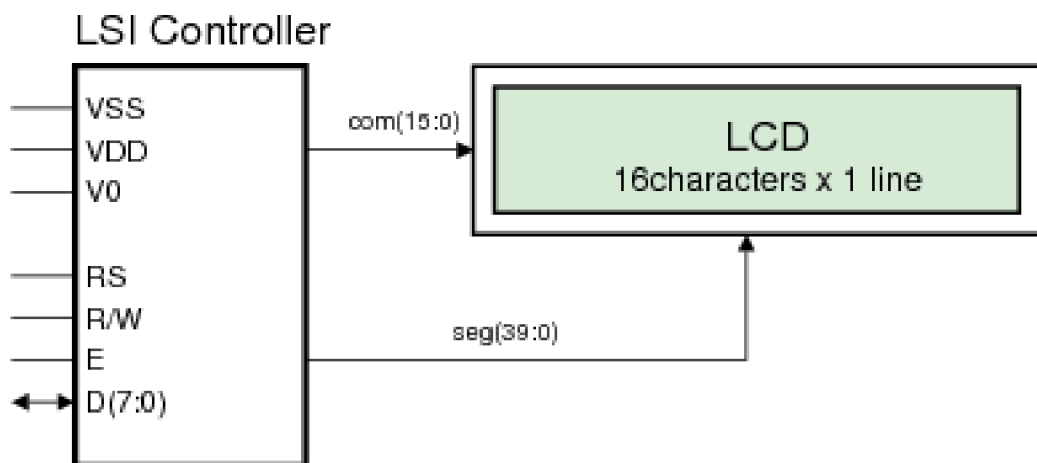 LSI Controller
VSS
VDD
V0
RS
R/W
E
D(7:0)
com(15:0)
seg(39:0)
LCD
16characters x 1 line